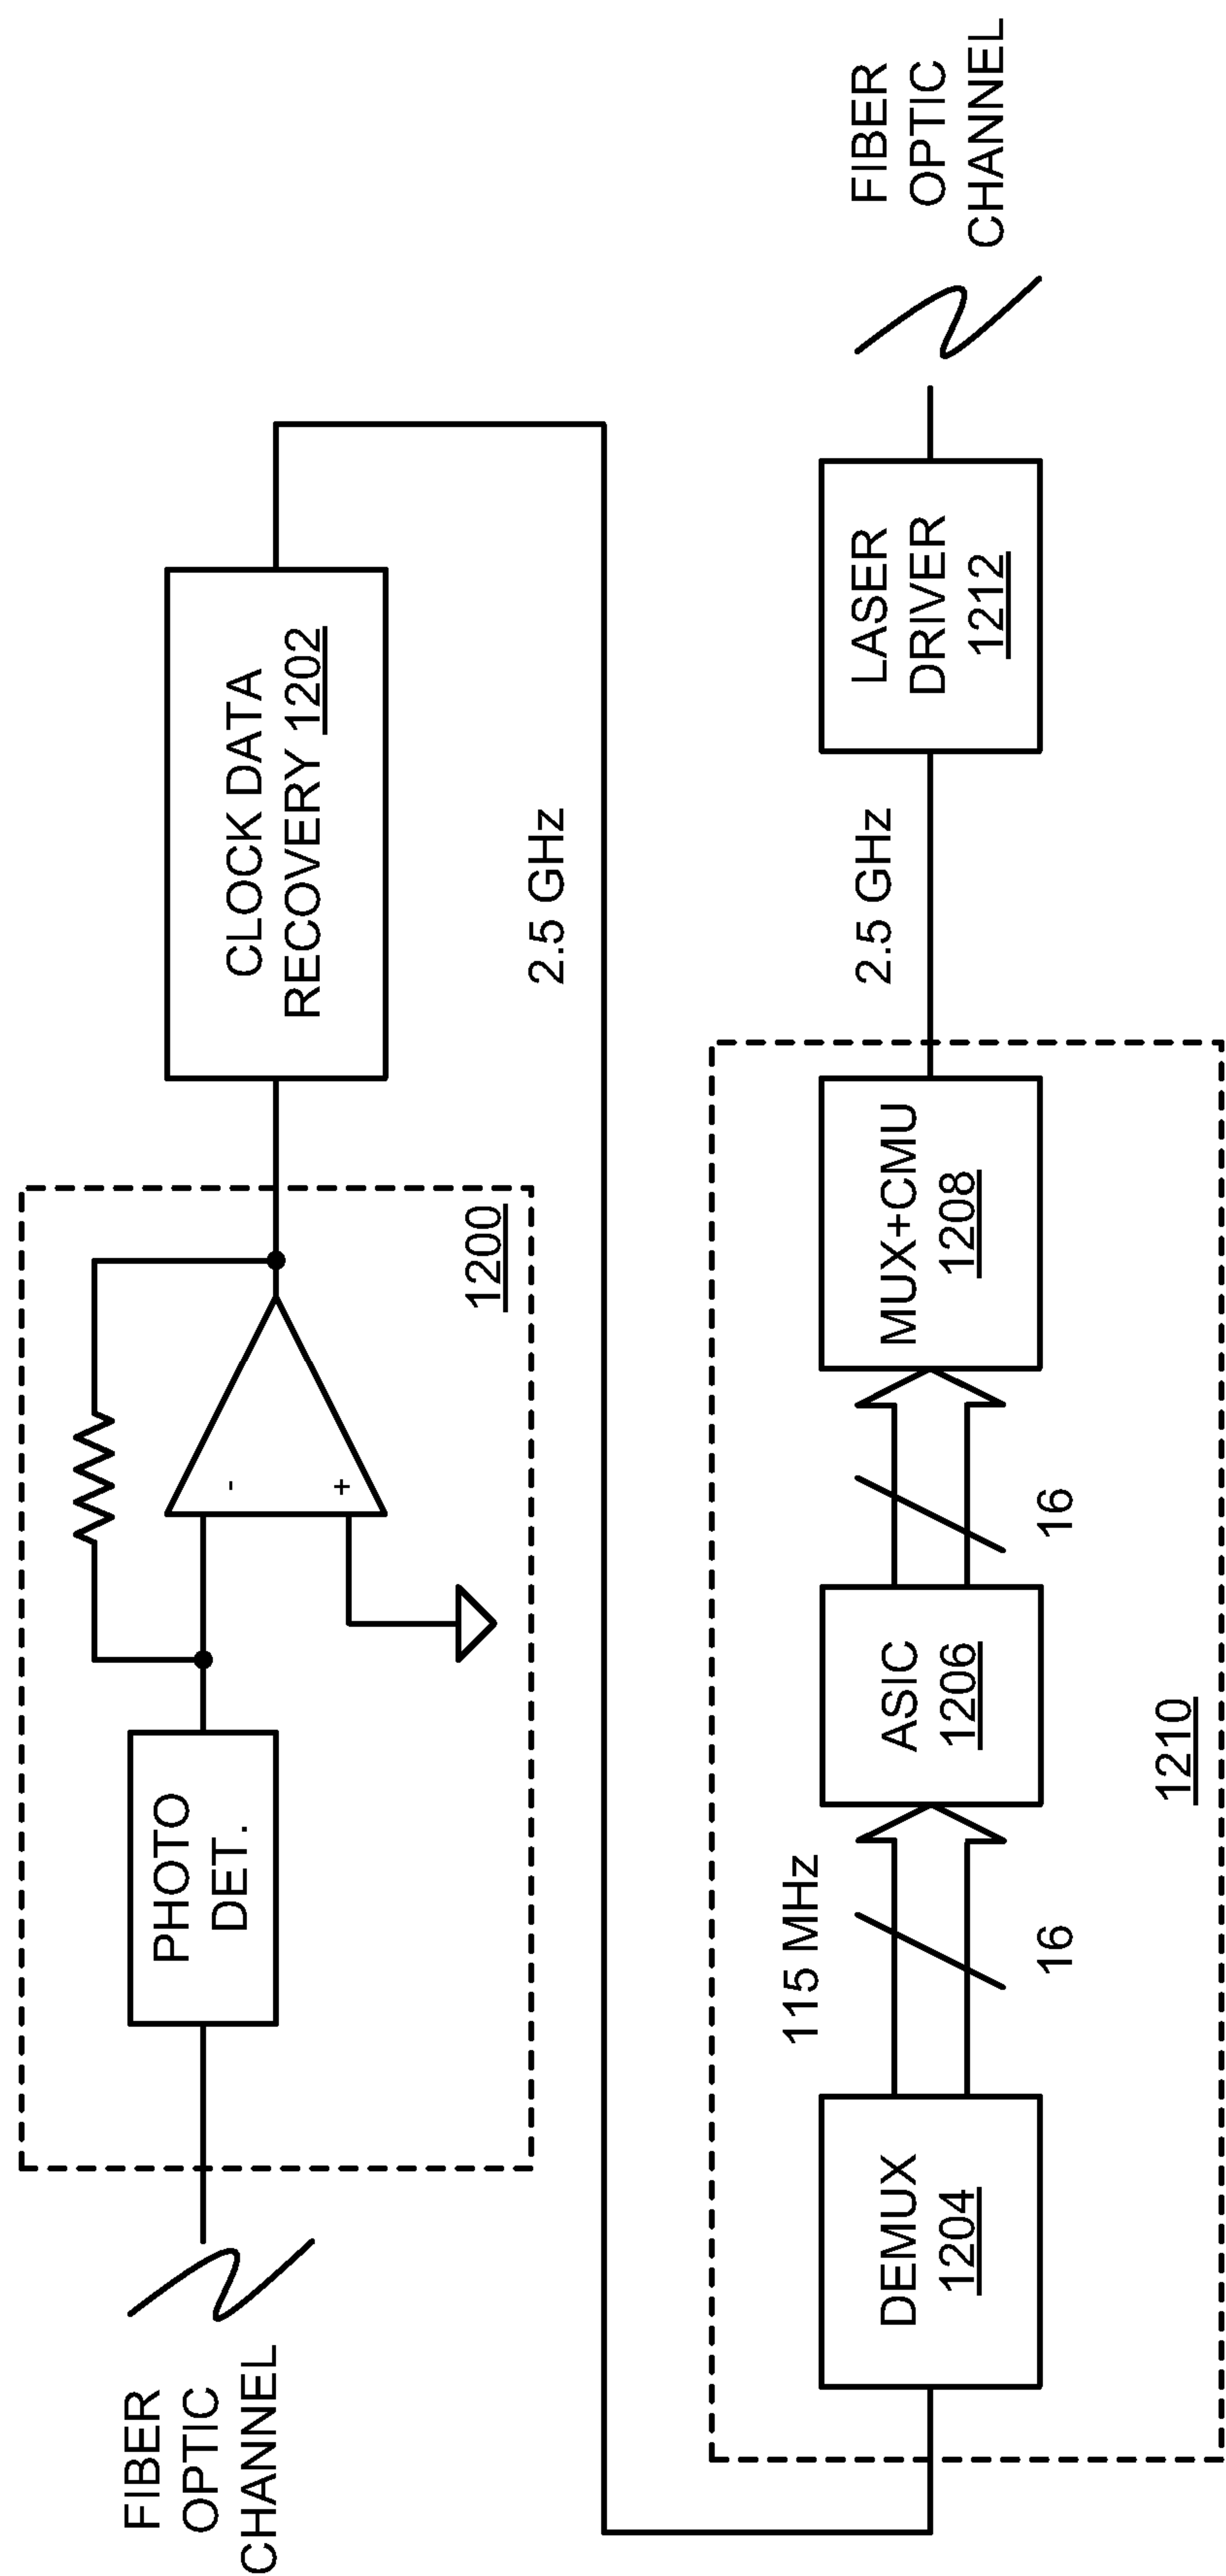 FIBER
OPTIC
CHANNEL
PHOTO
DET.
-
+
1200
CLOCK DATA
RECOVERY 1202
2.5 GHz
DEMUX
1204
115 MHz
16
ASIC
1206
16
MUX+CMU
1208
1210
2.5 GHz
LASER
DRIVER
1212
FIBER
OPTIC
CHANNEL